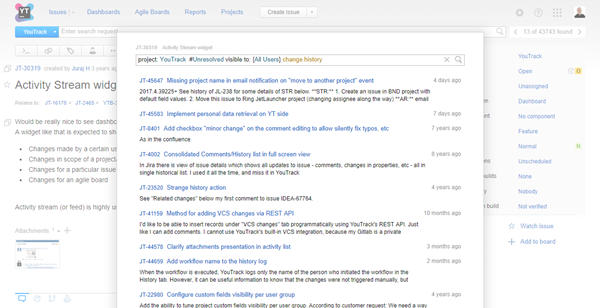 YT
Issues
Dashboards
Agile Boards
Reports
Projects
Create Issue
YouTrack
Enter search request
13 of 43743 found
JT-30319 Activity Stream widget
project: YouTrack #Unresolved visible to: {All Users} change history
JT-45647 Missing project name in email notification on "move to another project" event 4 days ago
2017.4.39225+ See history of JL-238 for some details of STR below. **STR:** 1. Create an issue in BND project with
default field values. 2. Move this issue to Ring JetLauncher project (changing assignee along the way) **AR:** email
JT-45583 Implement personal data retrieval on YT side 7 days ago
JT-8401 Add checkbox "minor change" on the comment editing to allow silently fix typos, etc 7 years ago
As in the confluence
JT-4002 Consolidated Comments/History list in full screen view 8 years ago
In Jira there is view of issue details which shows all updates to issue - comments, changes in properties, etc - all in
single historical list. I used it all the time, and miss it in YouTrack
JT-23520 Strange history action 4 years ago
See "Related changes" below my first comment to issue IDEA-67764.
JT-41159 Method for adding VCS changes via REST API 10 months ago
I'd like to be able to insert records under "VCS changes" tab programmatically using YouTrack's REST API. Just
like I can add comments. I cannot use YouTrack's built-in VCS integration, because my Gitlab is a private
JT-44578 Clarify attachments presentation in activity list 3 months ago
JT-44659 Add workflow name to the history log 2 months ago
When the workflow is executed, YouTrack logs only the name of the person who initiated the workflow in the
History tab. However, it can be useful information to know that the changes were not triggered manually, but
JT-22980 Configure custom fields visibility per user group 4 years ago
Add the ability to tune project custom fields visibility per user group. According to customer request: We need a way
JT-30319 Created by Juraj H 3 years ago
Activity Stream widget
Relates to: JT-16178 JT-2465
Would be really nice to see dashbo
A widget like that is expected to sha
Changes made by a certain us
Changes in scope of a project
Changes for a particular issue
Changes for an agile board
Activity stream (or feed) is highly us
Attachments 1
YouTrack
Open
Unassigned
Dashboard
No component
Feature
Normal N
Unscheduled
None
Nobody
Not verified
Watch issue
Add to board